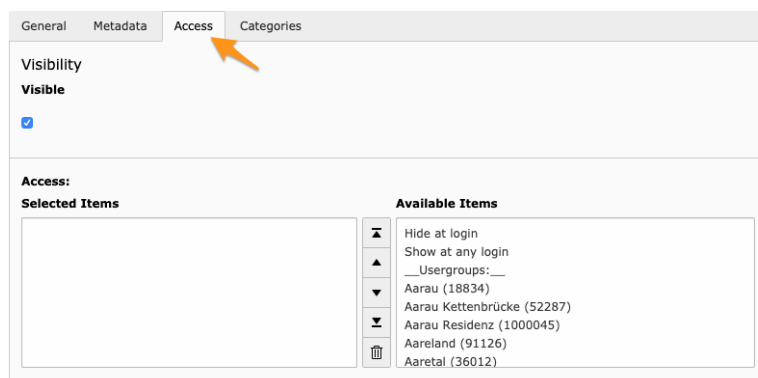 General Metadata Access Categories
Visibility
Visible
Access:
Selected Items Available Items
Hide at login
Show at any login
__Usergroups:__
Aarau (18834)
Aarau Kettenbrücke (52287)
Aarau Residenz (1000045)
Aareland (91126)
Aaretal (36012)